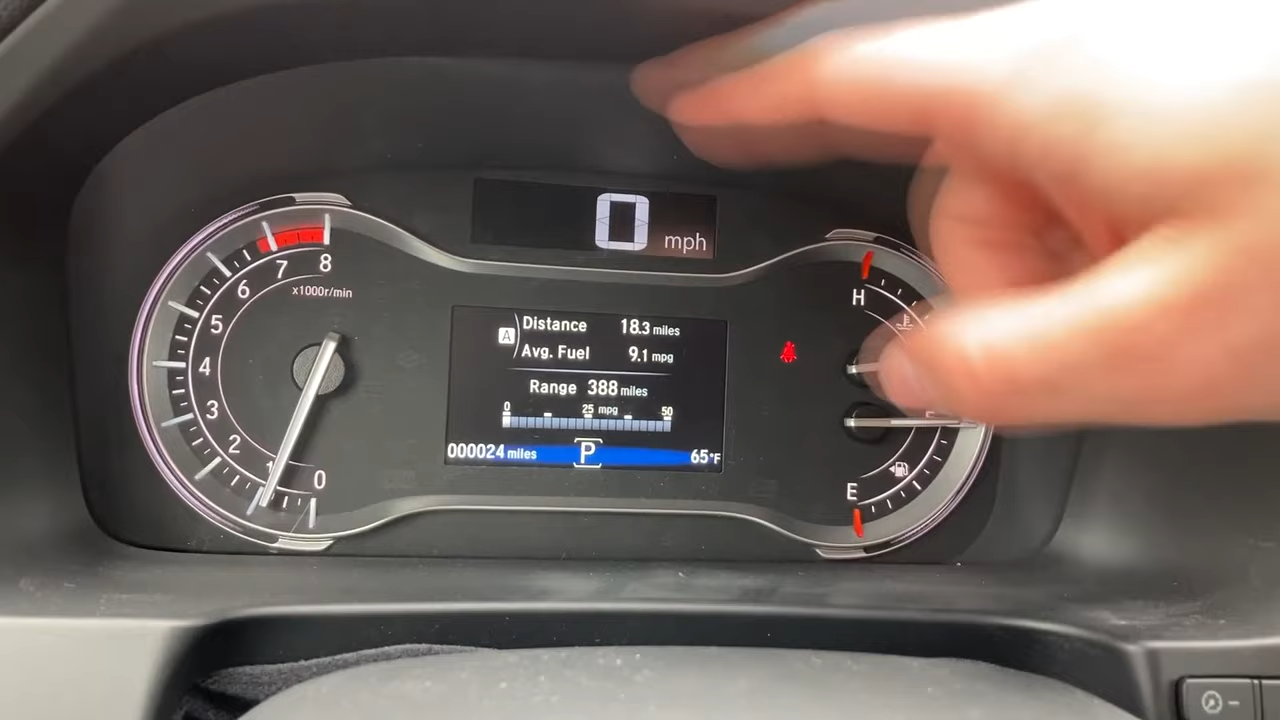 0 mph
8
7
6
5
4
3
2
1
0
x1000r/min
A
Distance 18.3 miles
Avg. Fuel 9.1 mpg
Range 388 miles
0 25 mpg 50
000024 miles P 65°F
H
F
E